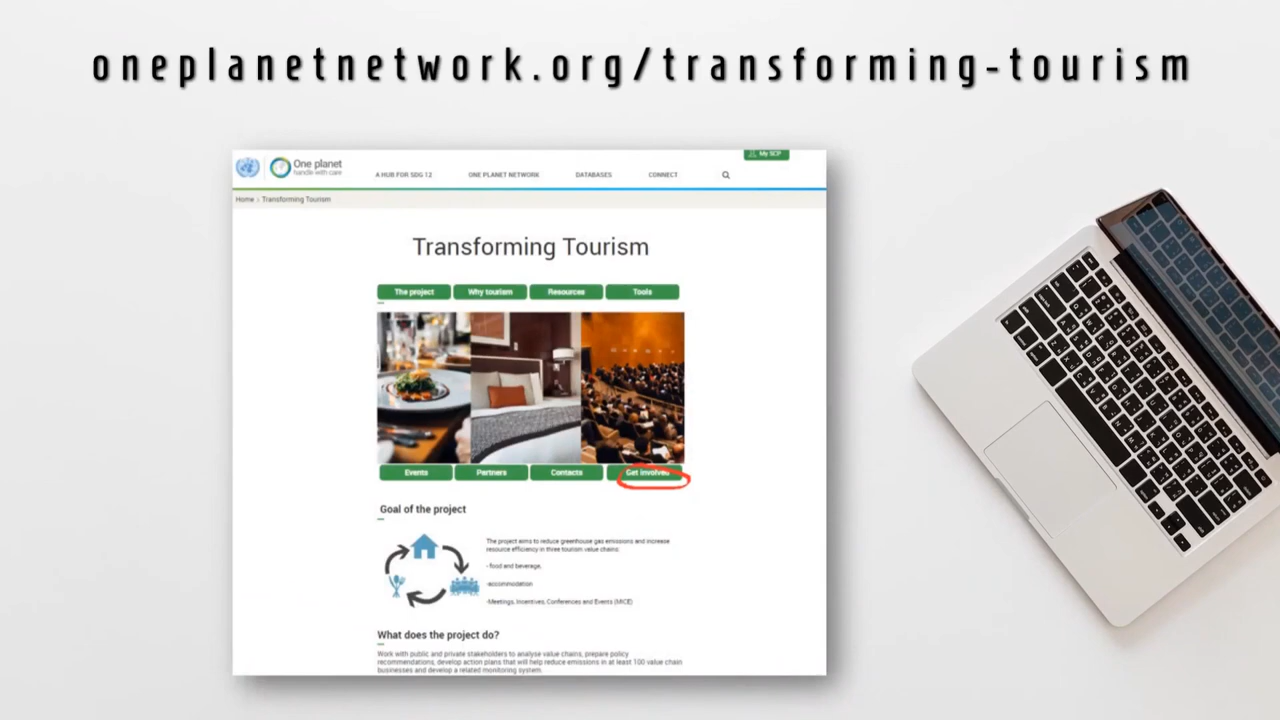 oneplanetnetwork.org/transforming-tourism
My SCP
One planet
handle with care
A HUB FOR SDG 12 ONE PLANET NETWORK DATABASES CONNECT
Home › Transforming Tourism
Transforming Tourism
The project Why tourism Resources Tools
Events Partners Contacts Get involved
Goal of the project
The project aims to reduce greenhouse gas emissions and increase
resource efficiency in three tourism value chains:
- food and beverage,
-accommodation
-Meetings, Incentives, Conferences and Events (MICE)
What does the project do?
Work with public and private stakeholders to analyse value chains, prepare policy
recommendations, develop action plans that will help reduce emissions in at least 100 value chain
businesses and develop a related monitoring system.